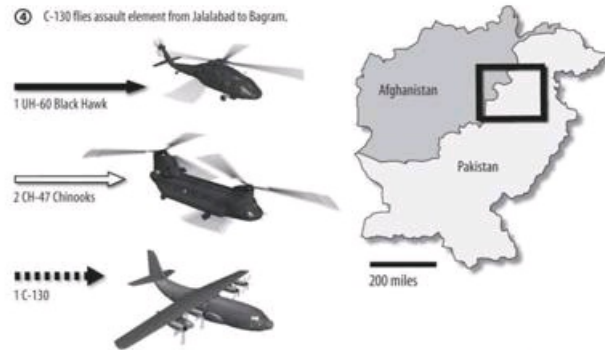 ④ C-130 flies assault element from Jalalabad to Bagram.
1 UH-60 Black Hawk
2 CH-47 Chinooks
1 C-130
Afghanistan
Pakistan
200 miles